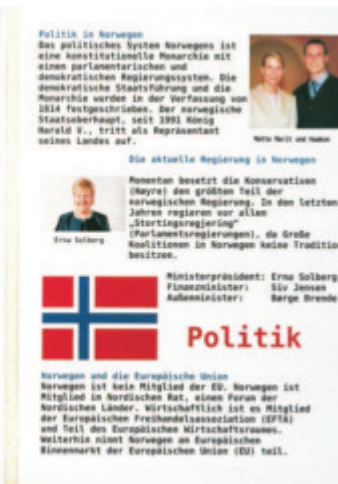 Politik in Norwegen
Das politisches System Norwegens ist
eine konstitutionelle Monarchie mit
einen parlamentarischen und
demokratischen Regierungssystem. Die
demokratische Staatsführung und die
Monarchie wurden in der Verfassung von
1814 festgeschrieben. Der norwegische
Staatsoberhaupt, seit 1991 König
Harald V., tritt als Repräsentant
seines Landes auf.
Mette Marit und Haakon
Die aktuelle Regierung in Norwegen
Momentan besetzt die Konservativen
(Høyre) den größten Teil der
norwegischen Regierung. In den letzten
Jahren regieren vor allem
„Stortingsregjering“
(Parlamentsregierungen), da Große
Koalitionen in Norwegen keine Traditio
besitzen.
Erna Solberg
Ministerpräsident: Erna Solberg
Finanzminister: Siv Jensen
Außenminister: Børge Brende
Politik
Norwegen und die Europäische Union
Norwegen ist kein Mitglied der EU. Norwegen ist
Mitglied in Nordischen Rat, einen Forum der
Nordischen Länder. Wirtschaftlich ist es Mitglied
der Europäischen Freihandelsassoziation (EFTA)
und Teil des Europäischen Wirtschaftsraumes.
Weiterhin nimmt Norwegen am Europäischen
Binnenmarkt der Europäischen Union (EU) teil.